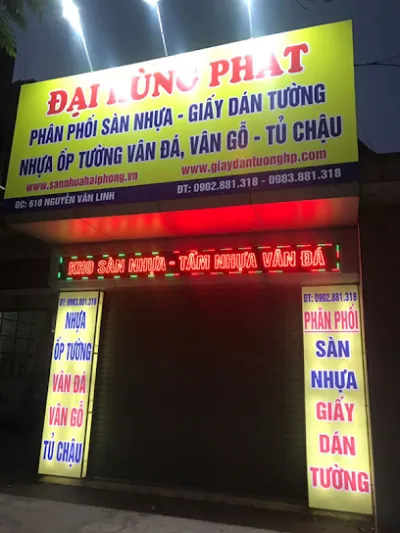 ĐẠI HÙNG PHAT
PHÂN PHỐI SÀN NHỰA - GIẤY DÁN TƯỜNG
NHỰA ỐP TƯỜNG VÂN ĐÁ, VÂN GỖ - TỦ CHẬU
www.sannhuahaiphong.vn
www.giaydantuonghp.com
ĐC: 610 NGUYỄN VĂN LINH
ĐT: 0902.881.318 - 0983.881.318
KHO SÀN NHỰA - TẤM NHỰA VÂN ĐÁ
ĐT: 0983.881.318
NHỰA
ỐP TƯỜNG
VÂN ĐÁ
VÂN GỖ
TỦ CHẬU
ĐT: 0902.881.318
PHÂN PHỐI
SÀN
NHỰA
GIẤY
DÁN
TƯỜNG